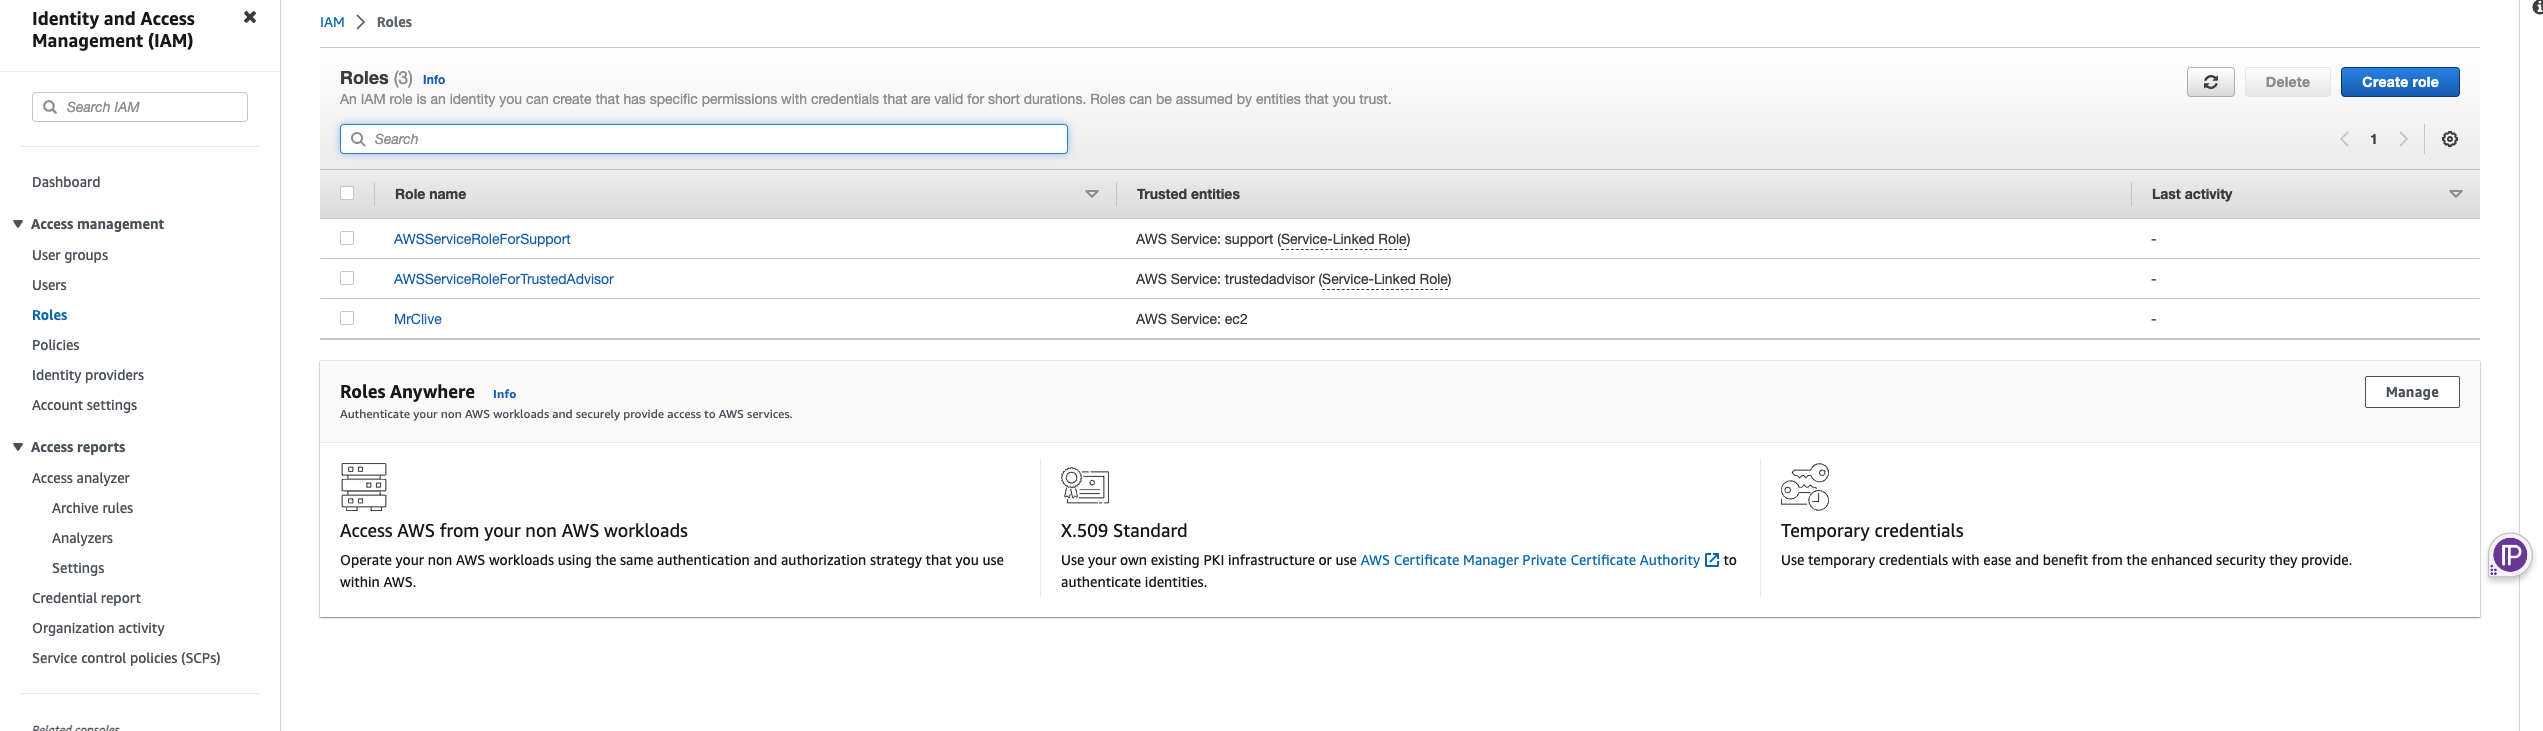 Identity and Access
Management (IAM)
Search IAM
Dashboard
Access management
User groups
Users
Roles
Policies
Identity providers
Account settings
Access reports
Access analyzer
Archive rules
Analyzers
Settings
Credential report
Organization activity
Service control policies (SCPs)
Related consoles
IAM > Roles
Roles (3) Info
An IAM role is an identity you can create that has specific permissions with credentials that are valid for short durations. Roles can be assumed by entities that you trust.
Delete
Create role
Search
1
Role name Trusted entities Last activity
AWSServiceRoleForSupport AWS Service: support (Service-Linked Role) -
AWSServiceRoleForTrustedAdvisor AWS Service: trustedadvisor (Service-Linked Role) -
MrClive AWS Service: ec2 -
Roles Anywhere Info
Authenticate your non AWS workloads and securely provide access to AWS services.
Manage
Access AWS from your non AWS workloads
Operate your non AWS workloads using the same authentication and authorization strategy that you use
within AWS.
X.509 Standard
Use your own existing PKI infrastructure or use AWS Certificate Manager Private Certificate Authority to
authenticate identities.
Temporary credentials
Use temporary credentials with ease and benefit from the enhanced security they provide.
IP